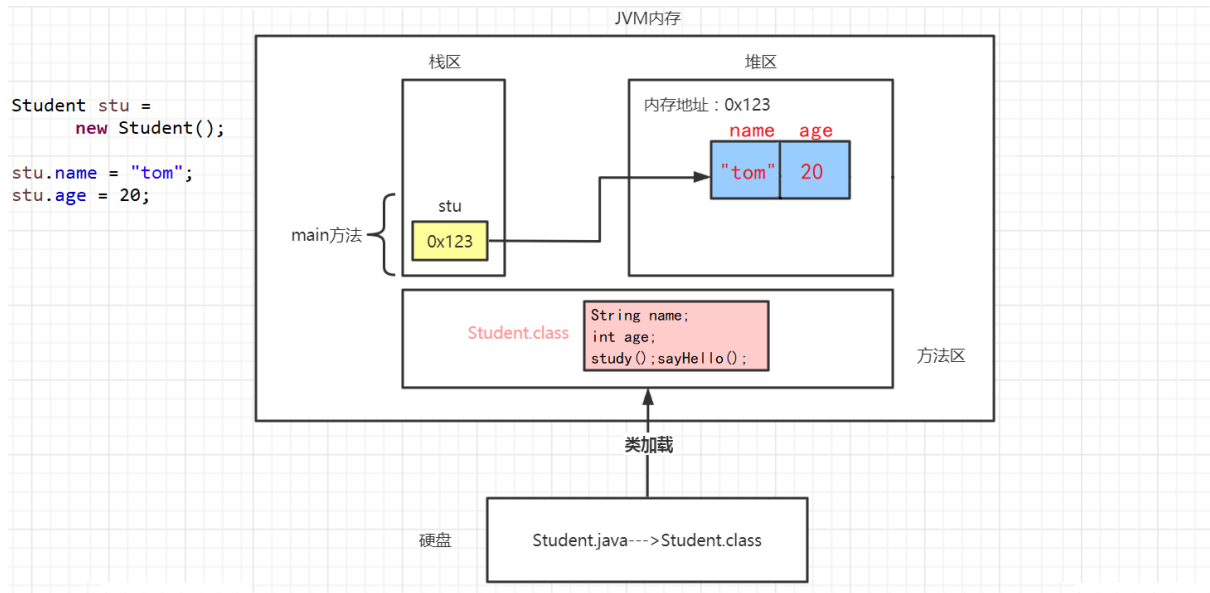 JVM内存
栈区
堆区
Student stu =
new Student();
stu.name = "tom";
stu.age = 20;
内存地址：0x123
name age
"tom" 20
stu
main方法
0x123
Student.class
String name;
int age;
study();sayHello();
方法区
类加载
硬盘
Student.java--->Student.class